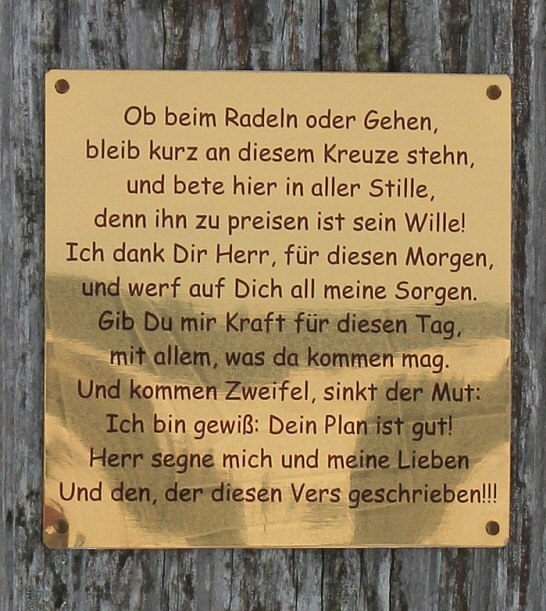 Ob beim Radeln oder Gehen,
bleib kurz an diesem Kreuze stehn,
und bete hier in aller Stille,
denn ihn zu preisen ist sein Wille!
Ich dank Dir Herr, für diesen Morgen,
und werf auf Dich all meine Sorgen.
Gib Du mir Kraft für diesen Tag,
mit allem, was da kommen mag.
Und kommen Zweifel, sinkt der Mut:
Ich bin gewiß: Dein Plan ist gut!
Herr segne mich und meine Lieben
Und den, der diesen Vers geschrieben!!!